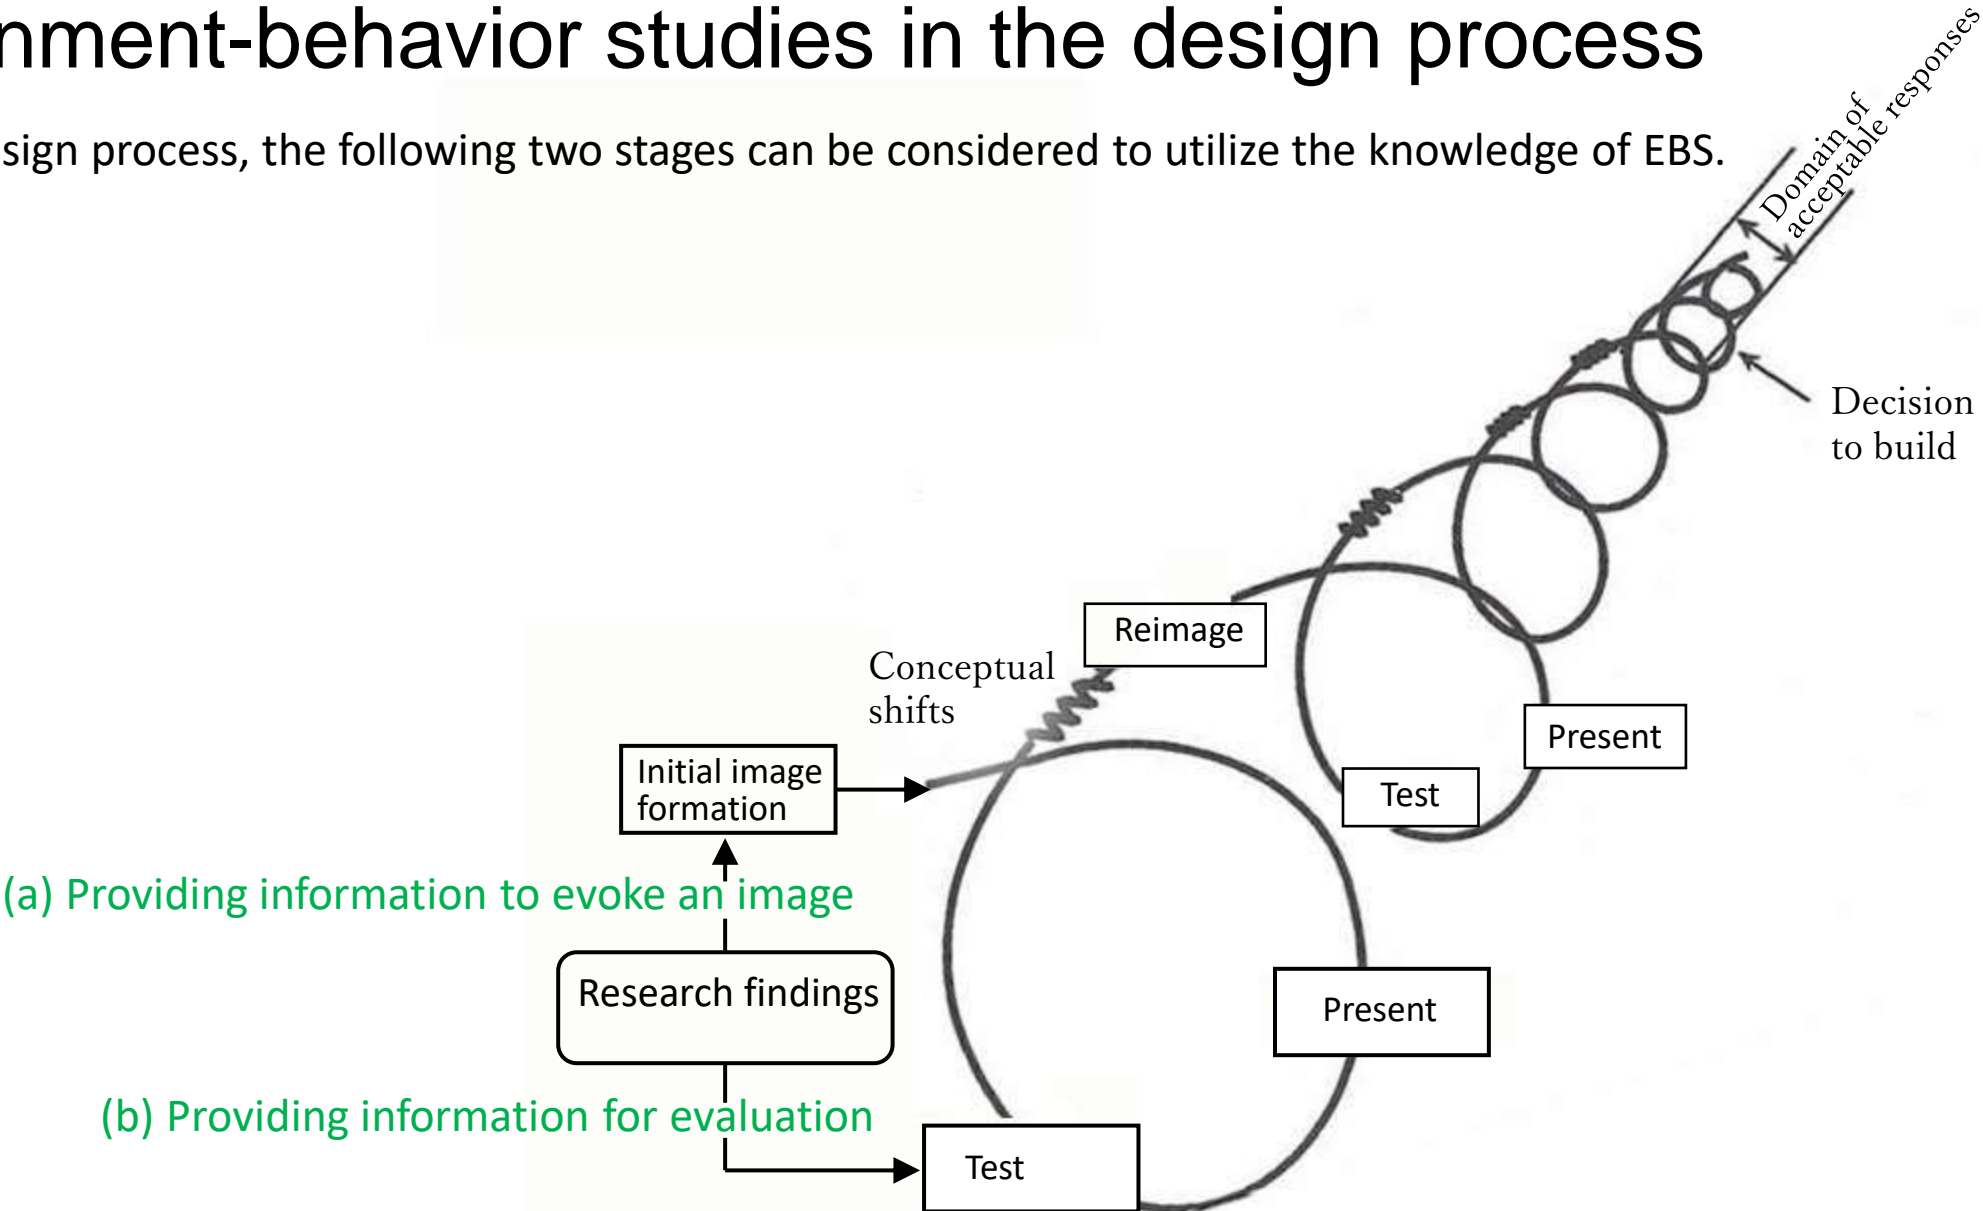 nment-behavior studies in the design process
sign process, the following two stages can be considered to utilize the knowledge of EBS.
Domain of
acceptable responses
Decision
to build
Reimage
Conceptual
shifts
Present
Initial image
formation
Test
(a) Providing information to evoke an image
Research findings
Present
(b) Providing information for evaluation
Test